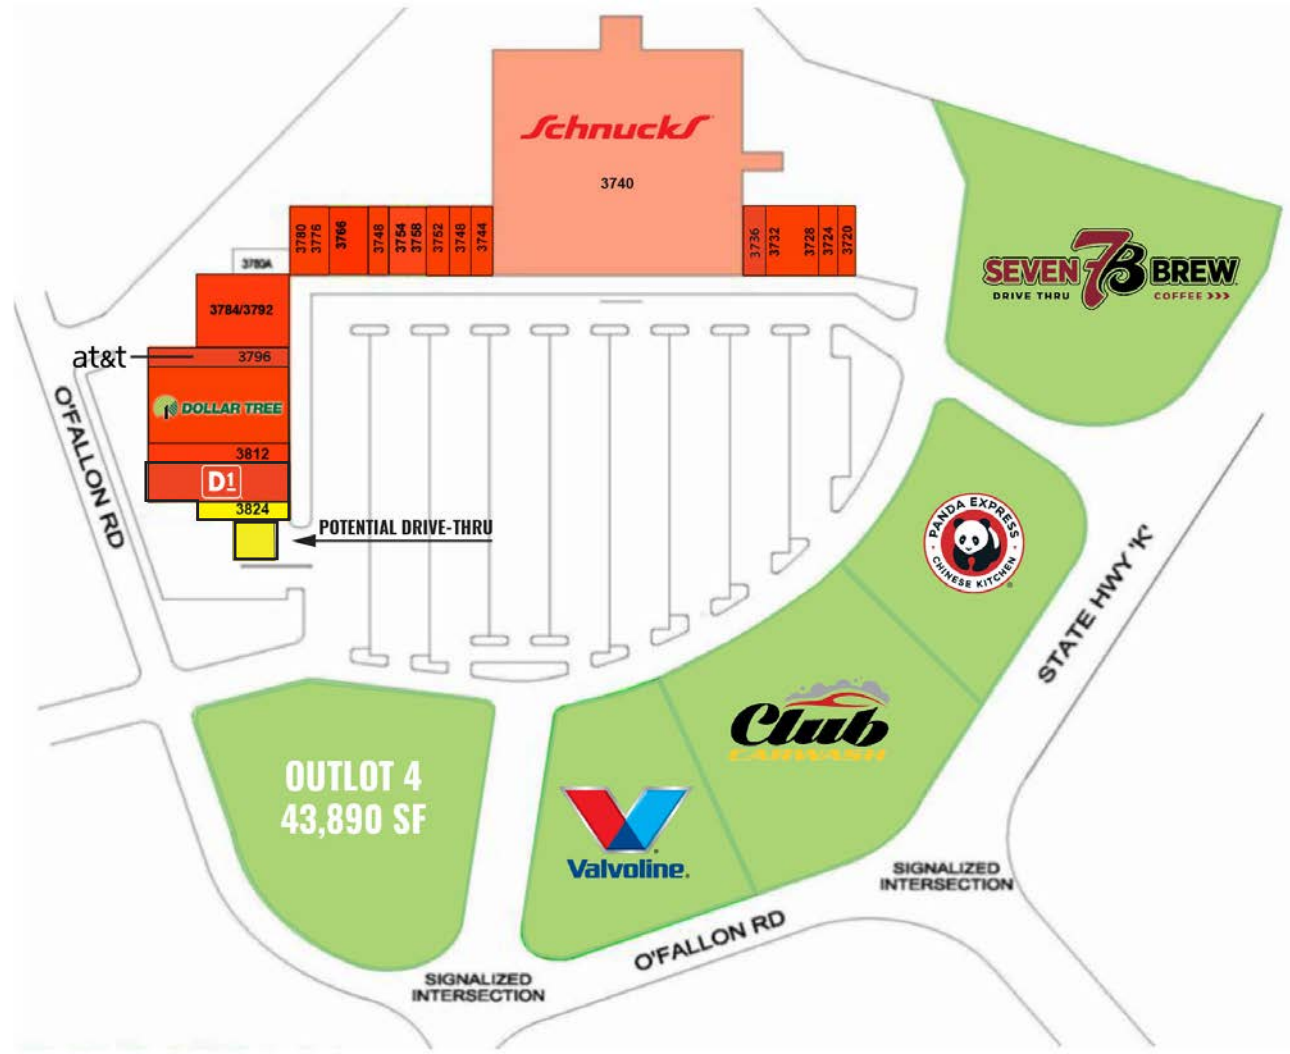 Schnucks
3740
3780
3776
3766
3748
3754
3758
3752
3748
3744
3736
3732
3728
3724
3720
3780A
3784/3792
at&t
3796
DOLLAR TREE
3812
D1
3824
POTENTIAL DRIVE-THRU
O'FALLON RD
SEVEN 7B BREW
DRIVE THRU
COFFEE >>>
PANDA EXPRESS
CHINESE KITCHEN
STATE HWY 'K'
Club
CARWASH
Valvoline
OUTLOT 4
43,890 SF
SIGNALIZED
INTERSECTION
O'FALLON RD
SIGNALIZED
INTERSECTION